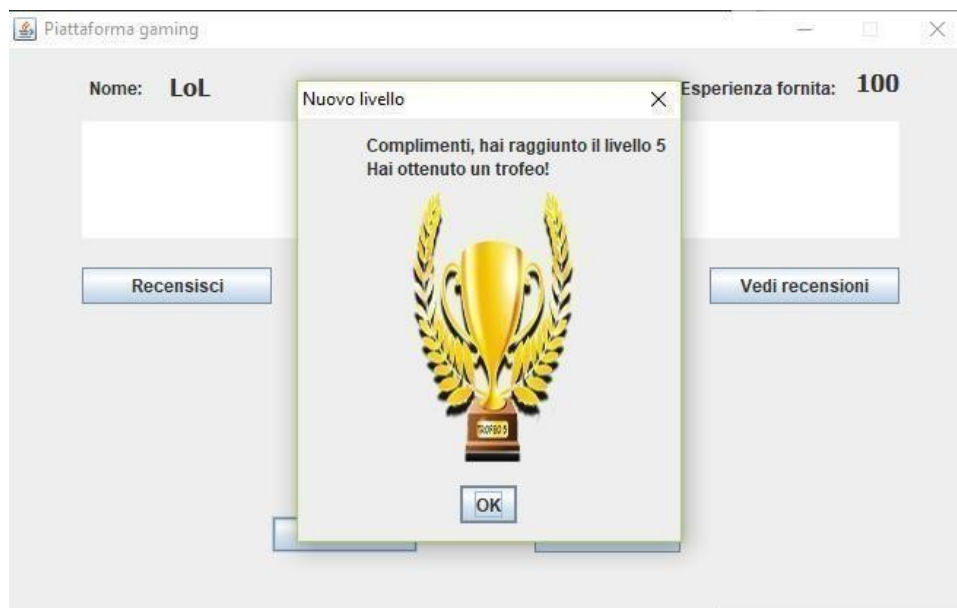 Piattaforma gaming
Nome: LoL
Esperienza fornita: 100
Nuovo livello
Complimenti, hai raggiunto il livello 5
Hai ottenuto un trofeo!
Recensisci
Vedi recensioni
TROFEO 5
OK